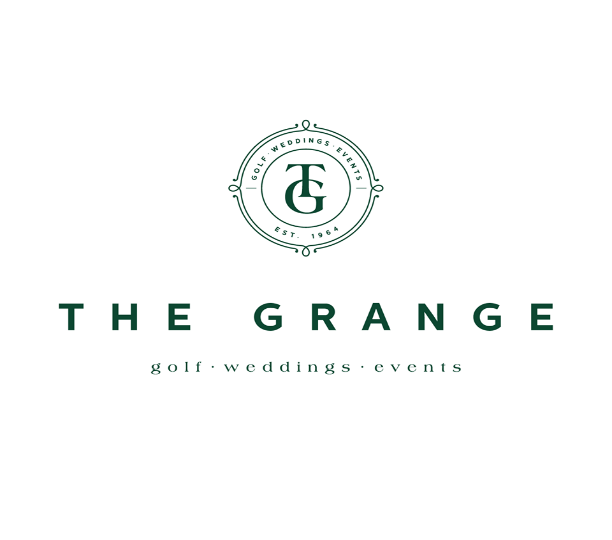 GOLF · WEDDINGS · EVENTS
TG
EST. 1964
THE GRANGE
golf · weddings · events